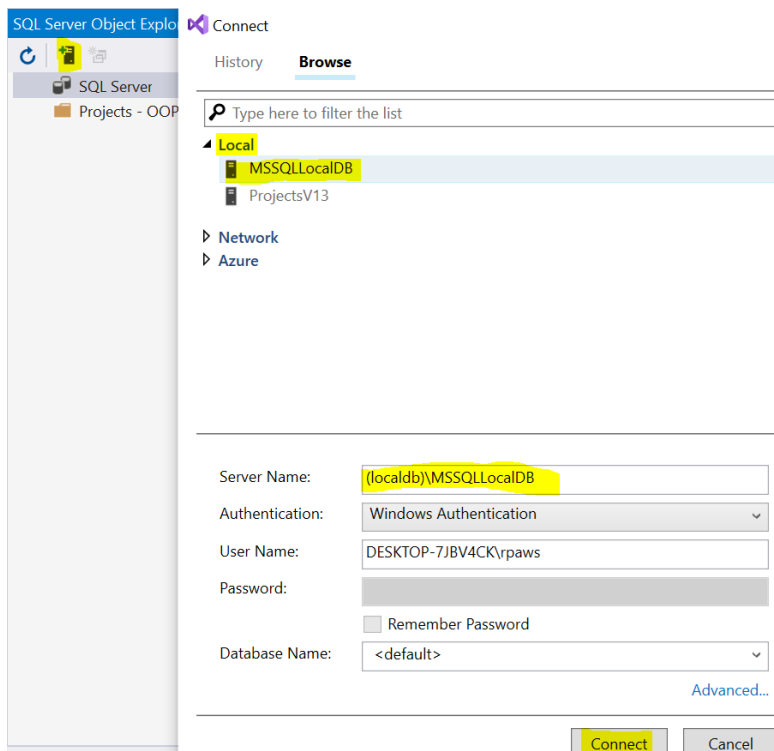 SQL Server Object Explo
Connect
History Browse
SQL Server
Projects - OOP
Type here to filter the list
Local
MSSQLLocalDB
ProjectsV13
Network
Azure
Server Name: (localdb)\MSSQLLocalDB
Authentication: Windows Authentication
User Name: DESKTOP-7JBV4CK\rpaws
Password:
Remember Password
Database Name: <default>
Advanced...
Connect Cancel